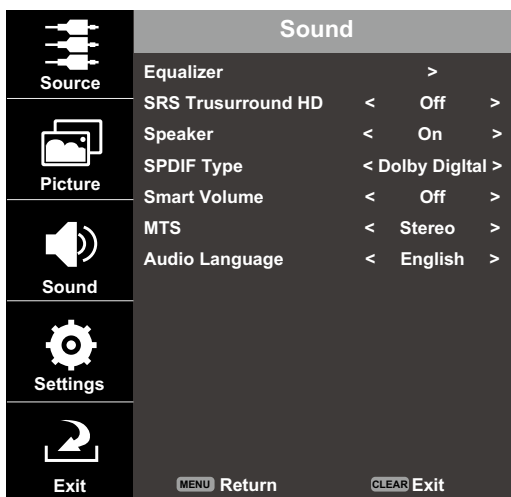 Sound
Source
Picture
Sound
Settings
Exit
Equalizer >
SRS Trusurround HD < Off >
Speaker < On >
SPDIF Type < Dolby Digltal >
Smart Volume < Off >
MTS < Stereo >
Audio Language < English >
MENU Return CLEAR Exit